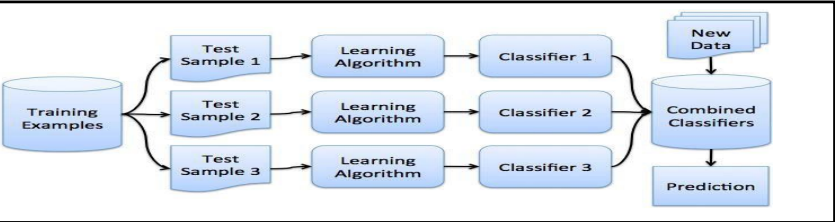 New
Data
Test
Sample 1
Learning
Algorithm
Classifier 1
Training
Examples
Test
Sample 2
Learning
Algorithm
Classifier 2
Combined
Classifiers
Test
Sample 3
Learning
Algorithm
Classifier 3
Prediction